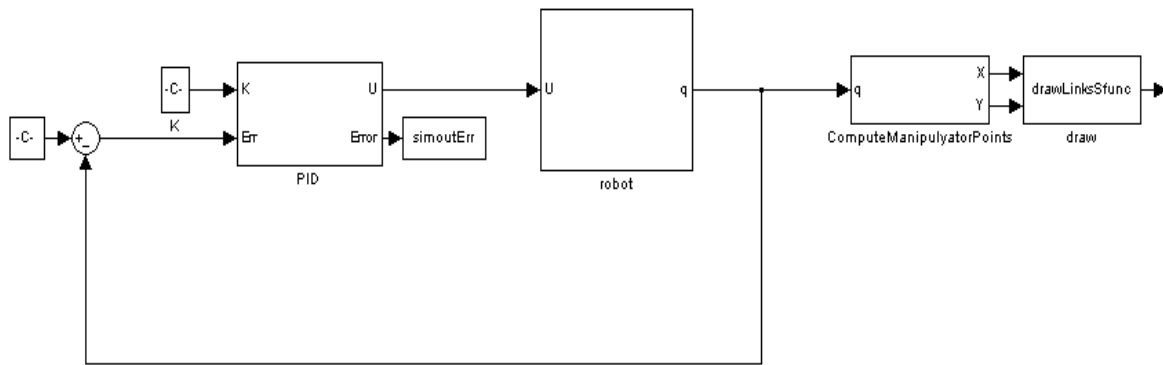 -C-
K
-C-
+
−
K
Err
U
Error
PID
simoutErr
U
q
robot
q
X
Y
ComputeManipulyatorPoints
drawLinksSfunc
draw